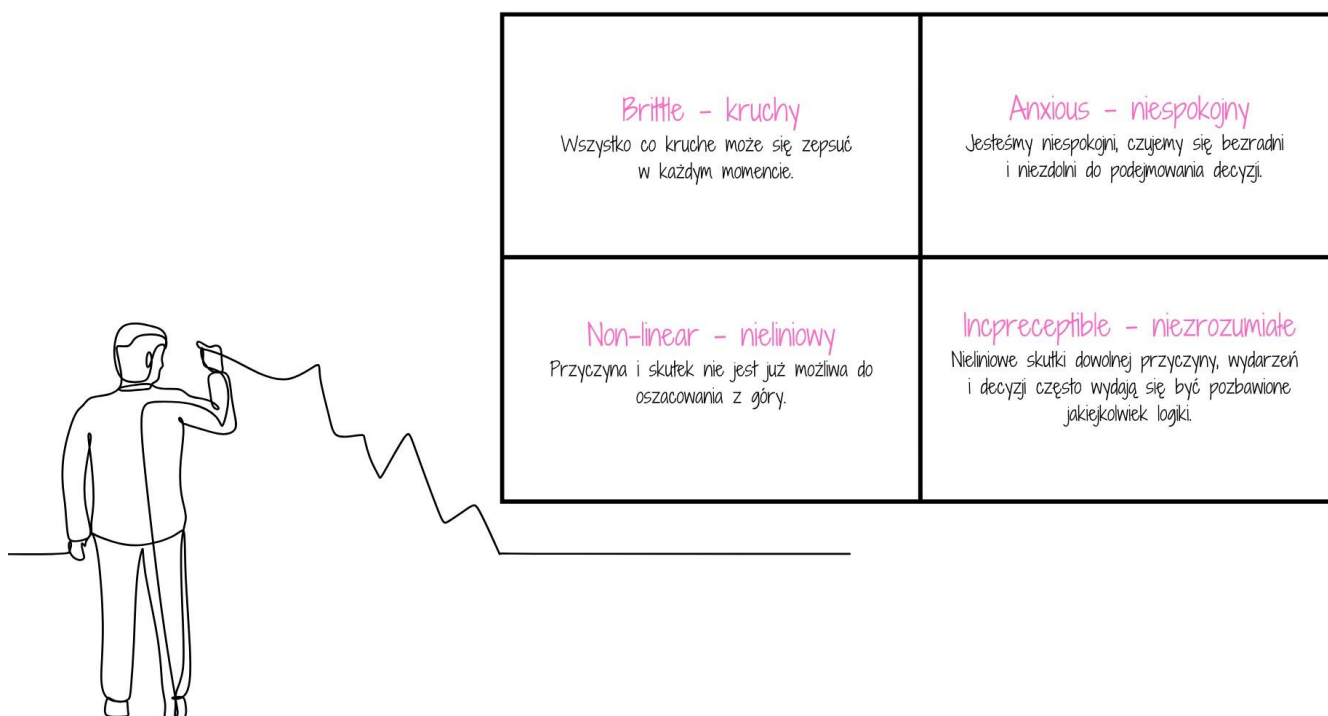 Brittle - kruchy
Wszystko co kruche może się zepsuć
w każdym momencie.
Anxious - niespokojny
Jesteśmy niespokojni, czujemy się bezradni
i niezdolni do podejmowania decyzji.
Non-linear - nieliniowy
Przyczyna i skutek nie jest już możliwa do
oszacowania z góry.
Incpreceptible - niezrozumiałe
Nieliniowe skutki dowolnej przyczyny, wydarzeń
i decyzji często wydają się być pozbawione
jakiejkolwiek logiki.